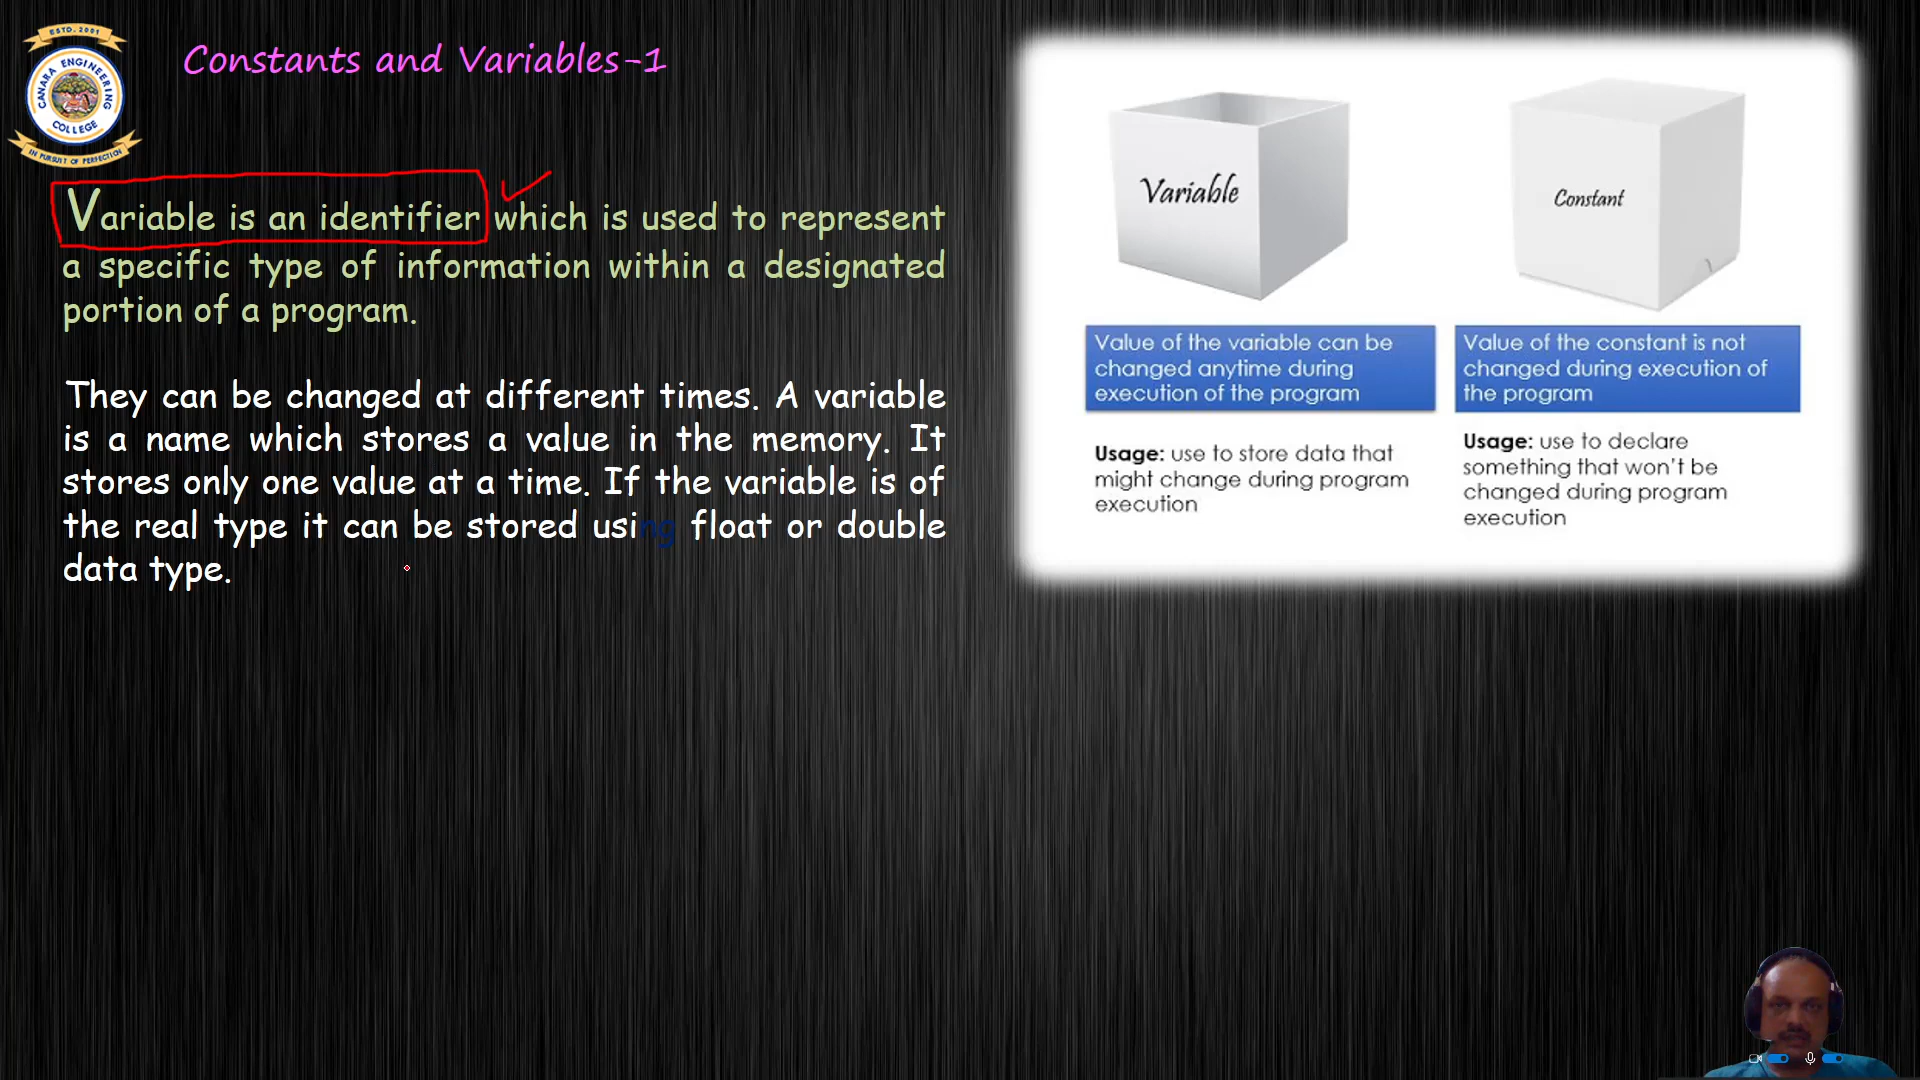 ESTD. 2001
CANARA ENGINEERING
COLLEGE
IN PURSUIT OF PERFECTION
Constants and Variables-1
Variable is an identifier which is used to represent
a specific type of information within a designated
portion of a program.
They can be changed at different times. A variable
is a name which stores a value in the memory. It
stores only one value at a time. If the variable is of
the real type it can be stored using float or double
data type.
Variable
Value of the variable can be
changed anytime during
execution of the program
Usage: use to store data that
might change during program
execution
Constant
Value of the constant is not
changed during execution of
the program
Usage: use to declare
something that won't be
changed during program
execution